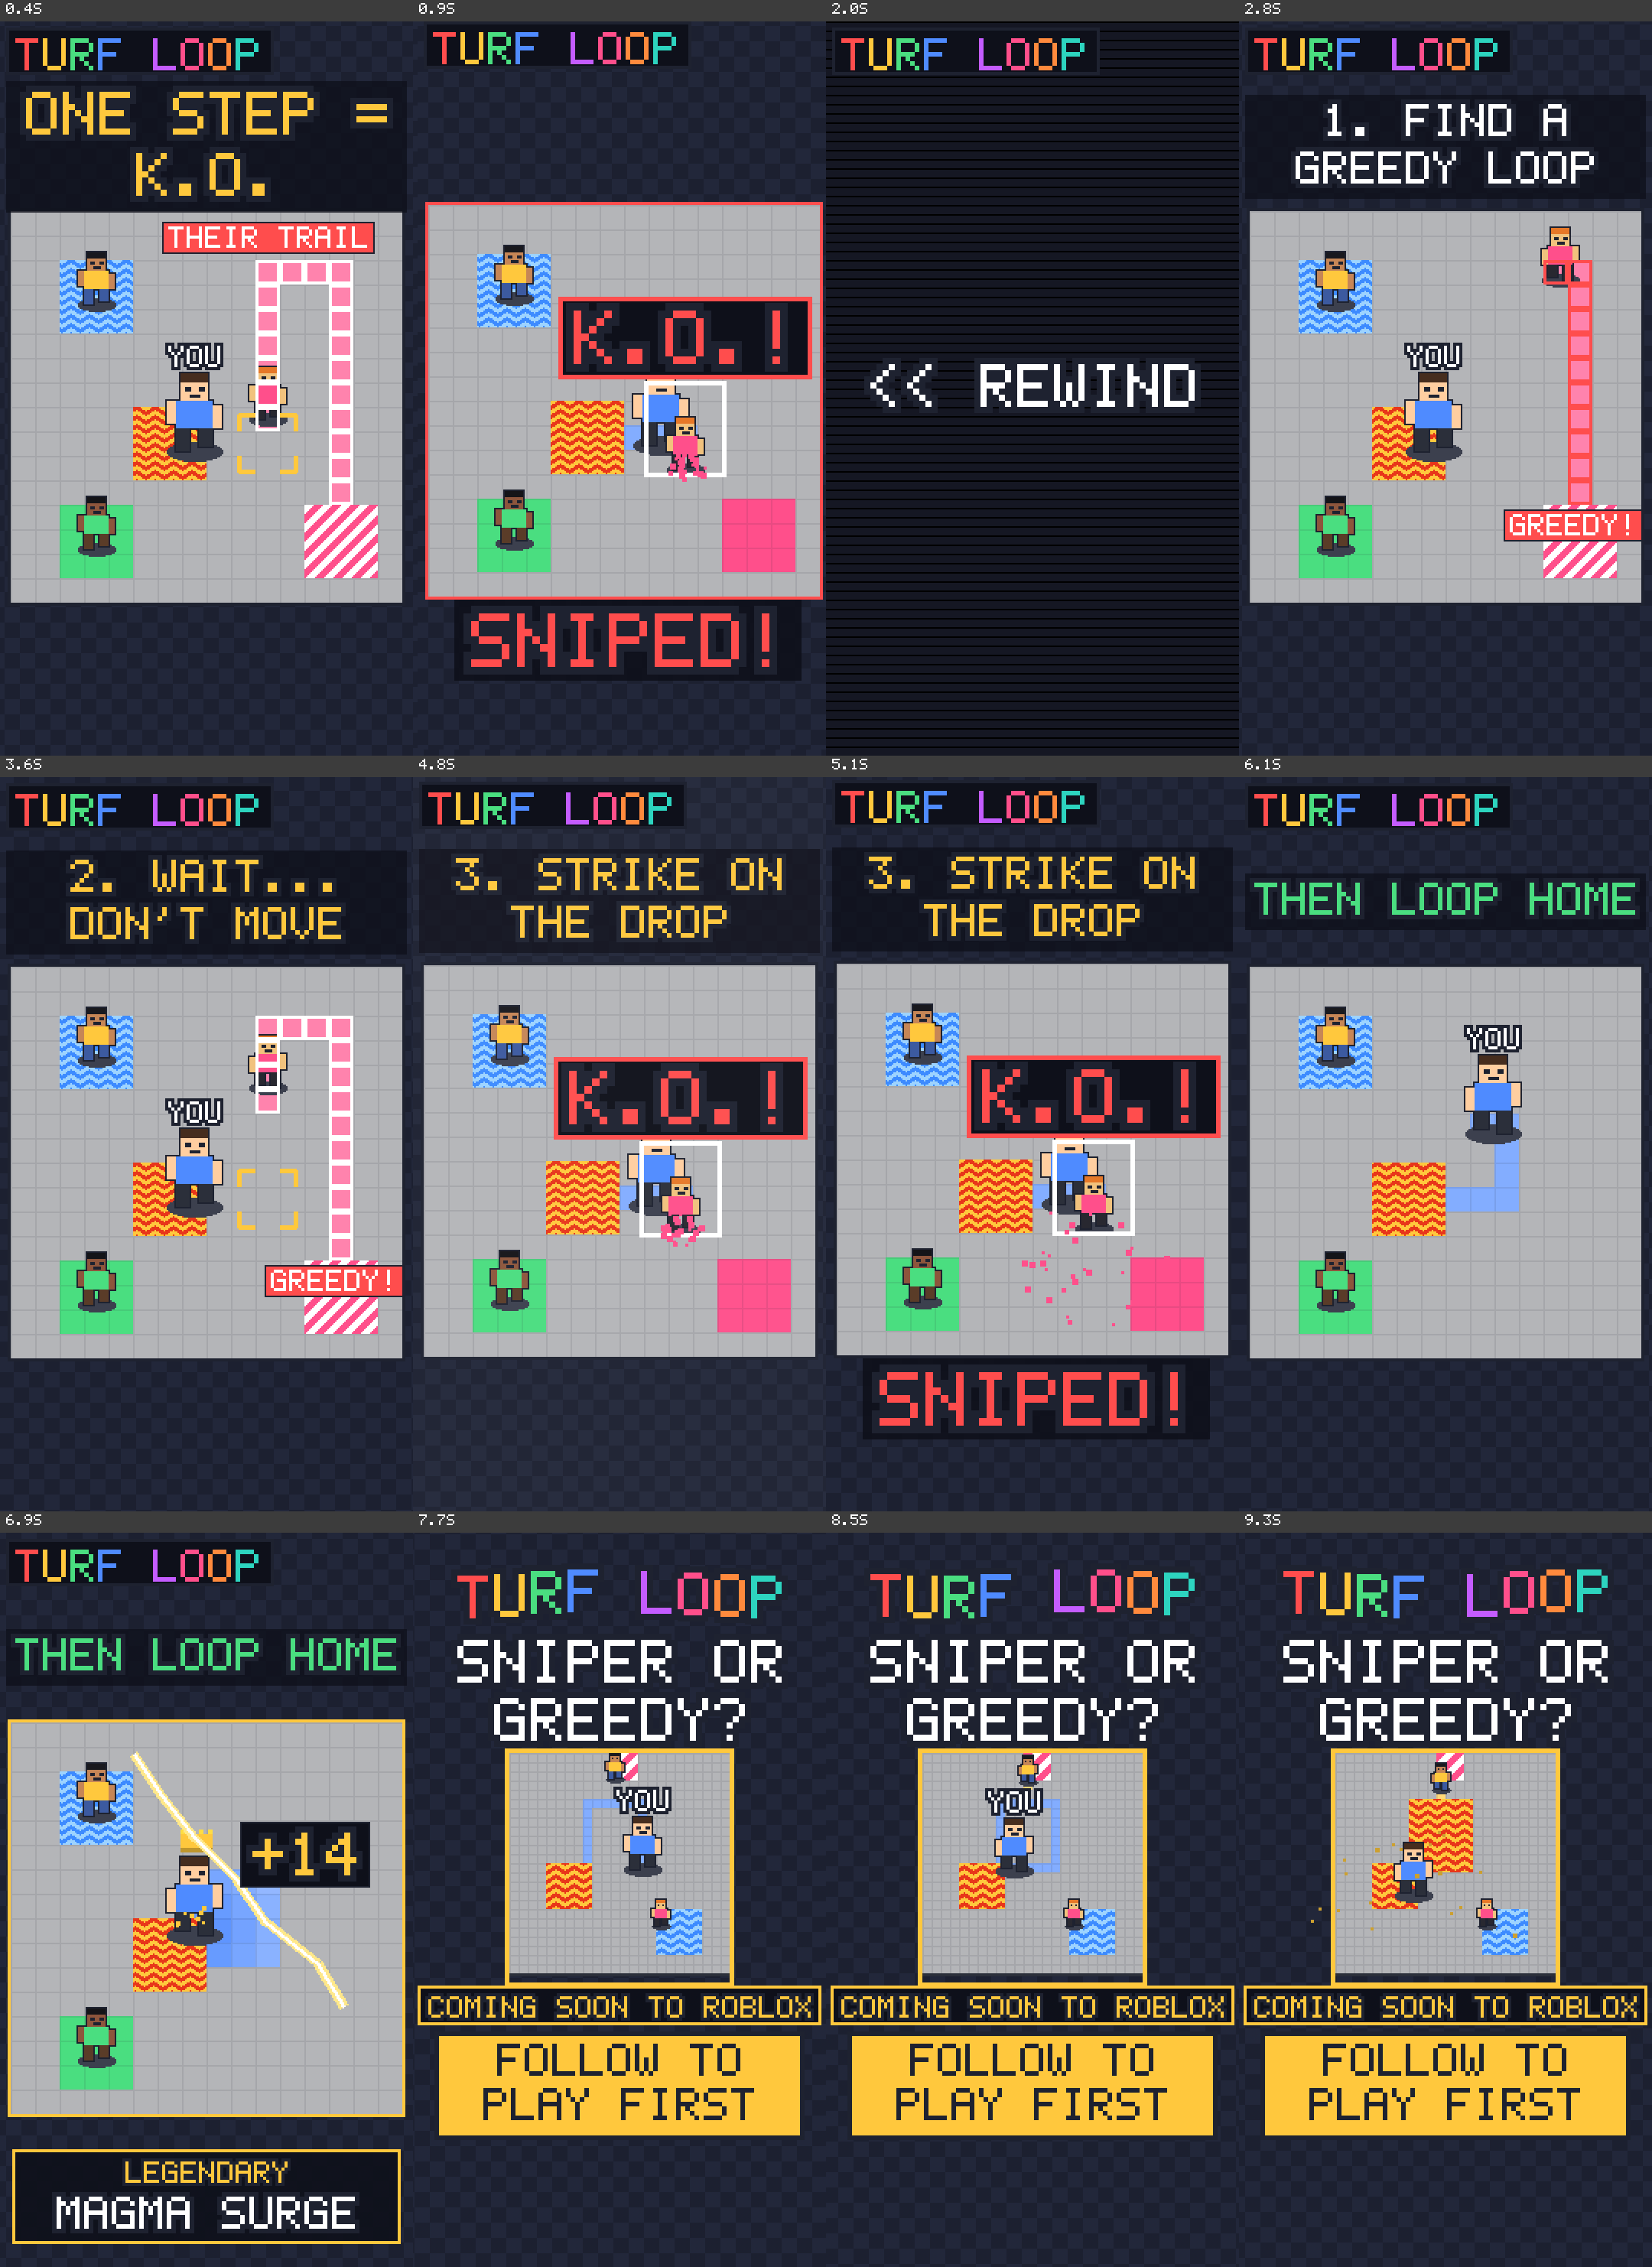 0.4S
TURF LOOP
ONE STEP =
K.O.
THEIR TRAIL
YOU
0.9S
TURF LOOP
K.O.!
SNIPED!
2.0S
TURF LOOP
<< REWIND
2.8S
TURF LOOP
1. FIND A
GREEDY LOOP
YOU
GREEDY!
3.6S
TURF LOOP
2. WAIT...
DON'T MOVE
YOU
GREEDY!
4.8S
TURF LOOP
3. STRIKE ON
THE DROP
K.O.!
5.1S
TURF LOOP
3. STRIKE ON
THE DROP
K.O.!
SNIPED!
6.1S
TURF LOOP
THEN LOOP HOME
YOU
6.9S
TURF LOOP
THEN LOOP HOME
+14
LEGENDARY
MAGMA SURGE
7.7S
TURF LOOP
SNIPER OR
GREEDY?
YOU
COMING SOON TO ROBLOX
FOLLOW TO
PLAY FIRST
8.5S
TURF LOOP
SNIPER OR
GREEDY?
YOU
COMING SOON TO ROBLOX
FOLLOW TO
PLAY FIRST
9.3S
TURF LOOP
SNIPER OR
GREEDY?
COMING SOON TO ROBLOX
FOLLOW TO
PLAY FIRST